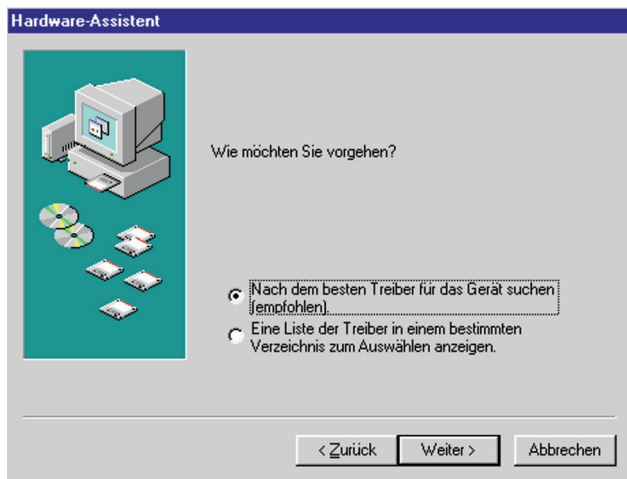 Hardware-Assistent
Wie möchten Sie vorgehen?
Nach dem besten Treiber für das Gerät suchen
(empfohlen).
Eine Liste der Treiber in einem bestimmten
Verzeichnis zum Auswählen anzeigen.
< Zurück
Weiter >
Abbrechen